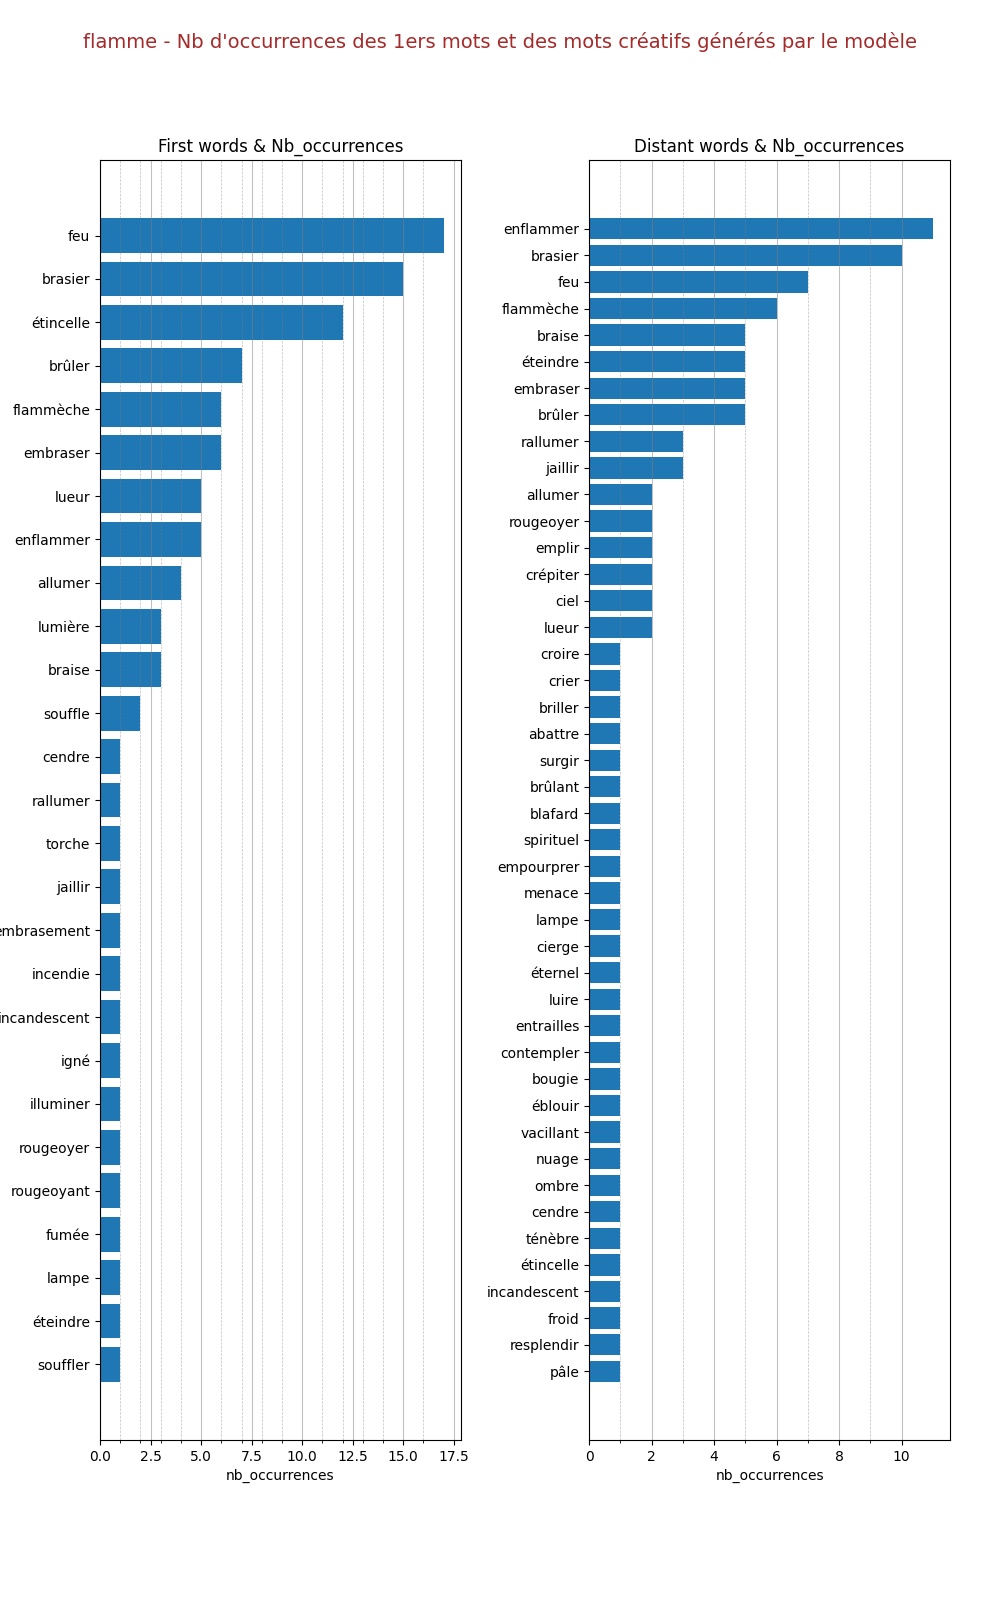 flamme - Nb d'occurrences des 1ers mots et des mots créatifs générés par le modèle
First words & Nb_occurrences
feu
brasier
étincelle
brûler
flammèche
embraser
lueur
enflammer
allumer
lumière
braise
souffle
cendre
rallumer
torche
jaillir
embrasement
incendie
incandescent
igné
illuminer
rougeoyer
rougeoyant
fumée
lampe
éteindre
souffler
0.0 2.5 5.0 7.5 10.0 12.5 15.0 17.5
nb_occurrences
Distant words & Nb_occurrences
enflammer
brasier
feu
flammèche
braise
éteindre
embraser
brûler
rallumer
jaillir
allumer
rougeoyer
emplir
crépiter
ciel
lueur
croire
crier
briller
abattre
surgir
brûlant
blafard
spirituel
empourprer
menace
lampe
cierge
éternel
luire
entrailles
contempler
bougie
éblouir
vacillant
nuage
ombre
cendre
ténèbre
étincelle
incandescent
froid
resplendir
pâle
0 2 4 6 8 10
nb_occurrences